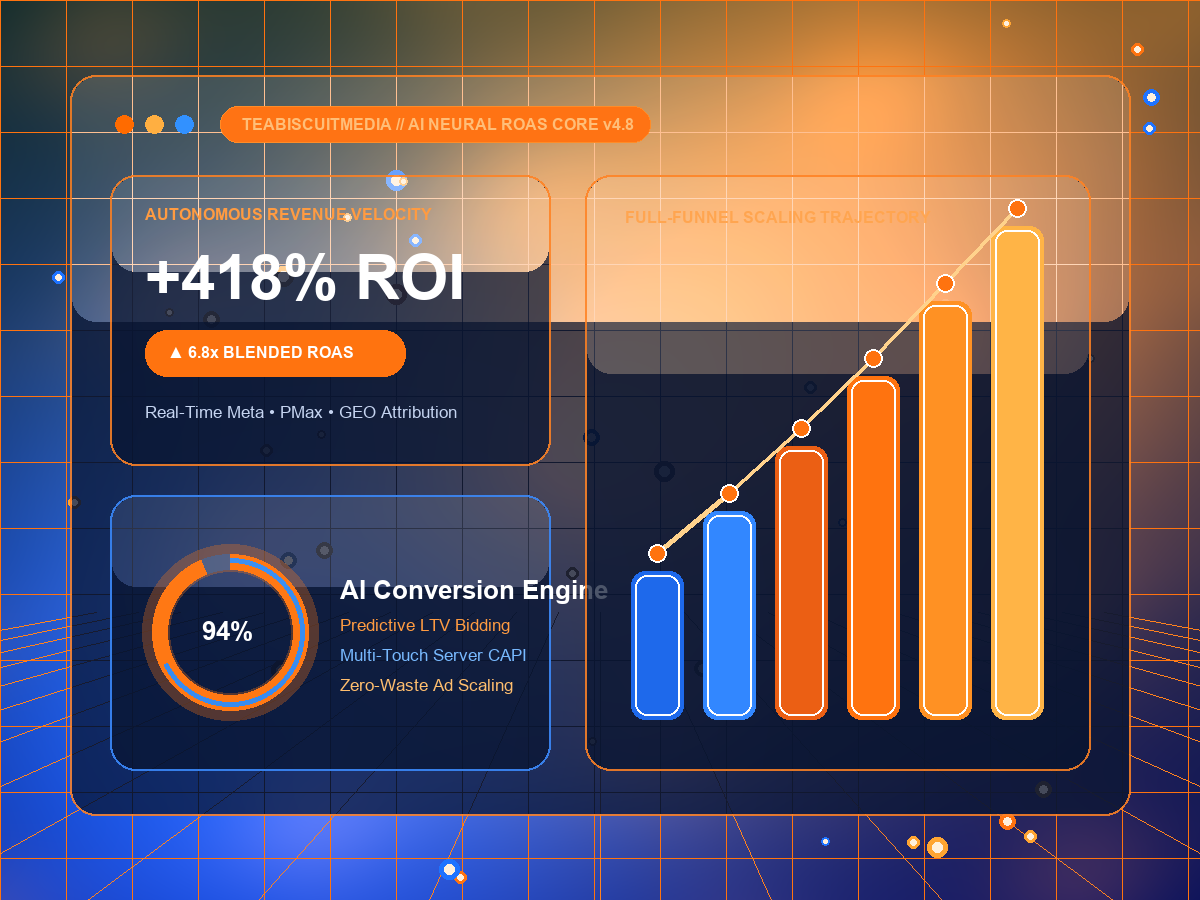 TEABISCUITMEDIA // AI NEURAL ROAS CORE v4.8
AUTONOMOUS REVENUE VELOCITY
+418% ROI
▲ 6.8x BLENDED ROAS
Real-Time Meta • PMax • GEO Attribution
FULL-FUNNEL SCALING TRAJECTORY
94%
AI Conversion Engine
Predictive LTV Bidding
Multi-Touch Server CAPI
Zero-Waste Ad Scaling